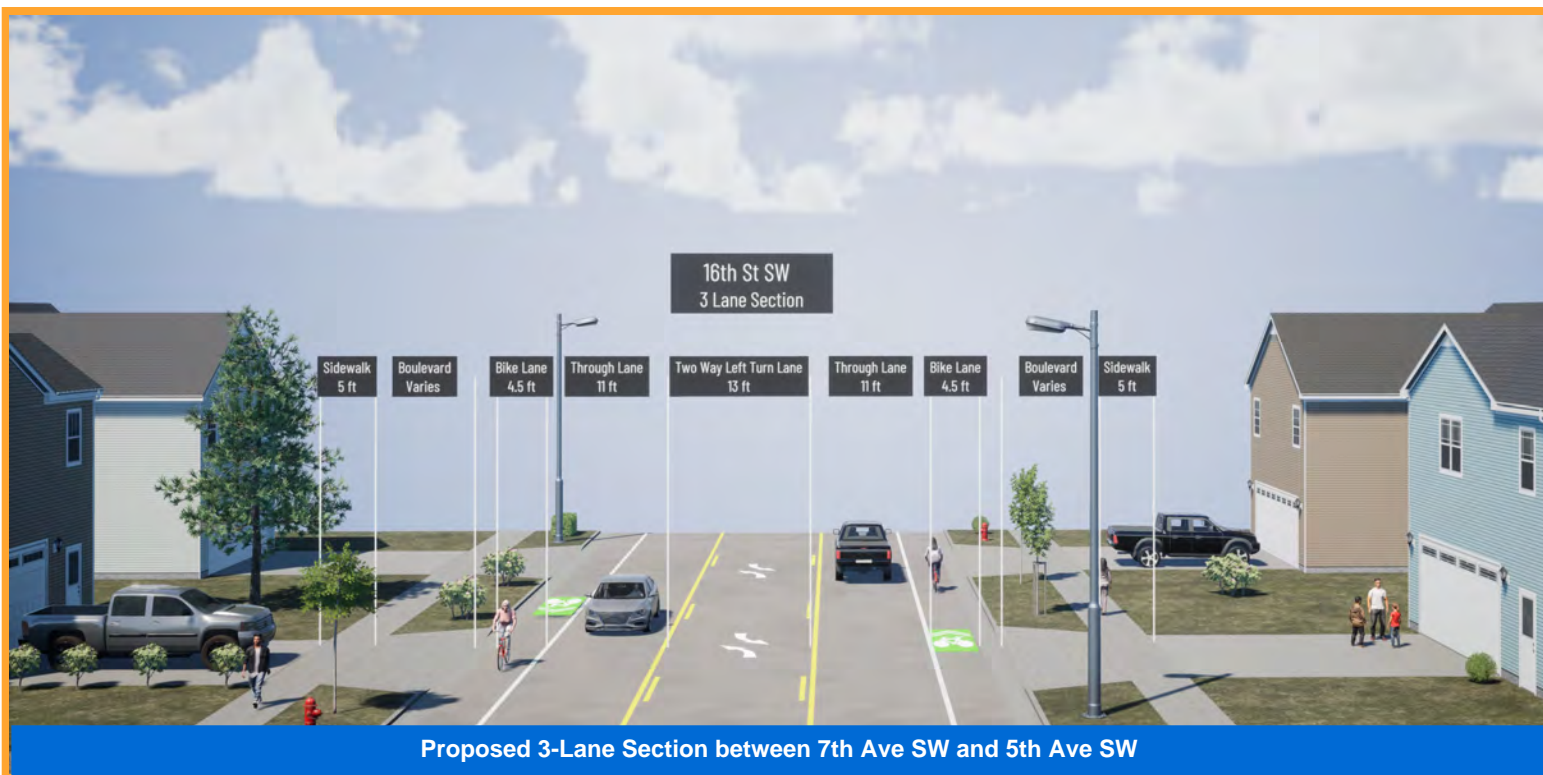 16th St SW
3 Lane Section
Sidewalk
5 ft
Boulevard
Varies
Bike Lane
4.5 ft
Through Lane
11 ft
Two Way Left Turn Lane
13 ft
Through Lane
11 ft
Bike Lane
4.5 ft
Boulevard
Varies
Sidewalk
5 ft
Proposed 3-Lane Section between 7th Ave SW and 5th Ave SW